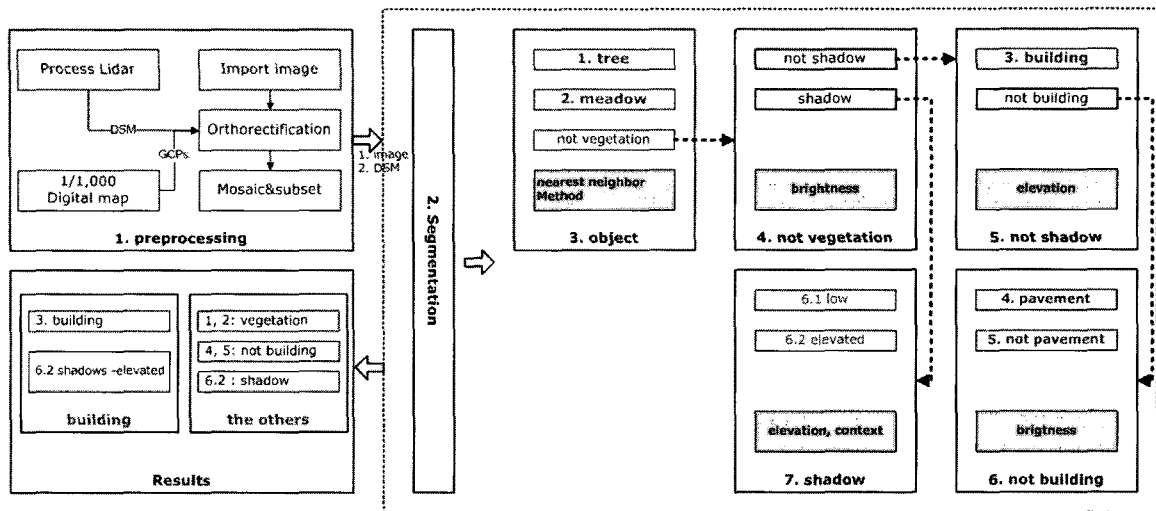 Process Lidar
Import image
DSM
Orthorectification
GCPs
1/1,000
Digital map
Mosaic&subset
1. preprocessing
1. image
2. DSM
2. Segmentation
1. tree
2. meadow
not vegetation
nearest neighbor
Method
3. object
not shadow
shadow
brightness
4. not vegetation
3. building
not building
elevation
5. not shadow
6.1 low
6.2 elevated
elevation, context
7. shadow
4. pavement
5. not pavement
brigtness
6. not building
3. building
6.2 shadows -elevated
building
1, 2: vegetation
4, 5: not building
6.2 : shadow
the others
Results